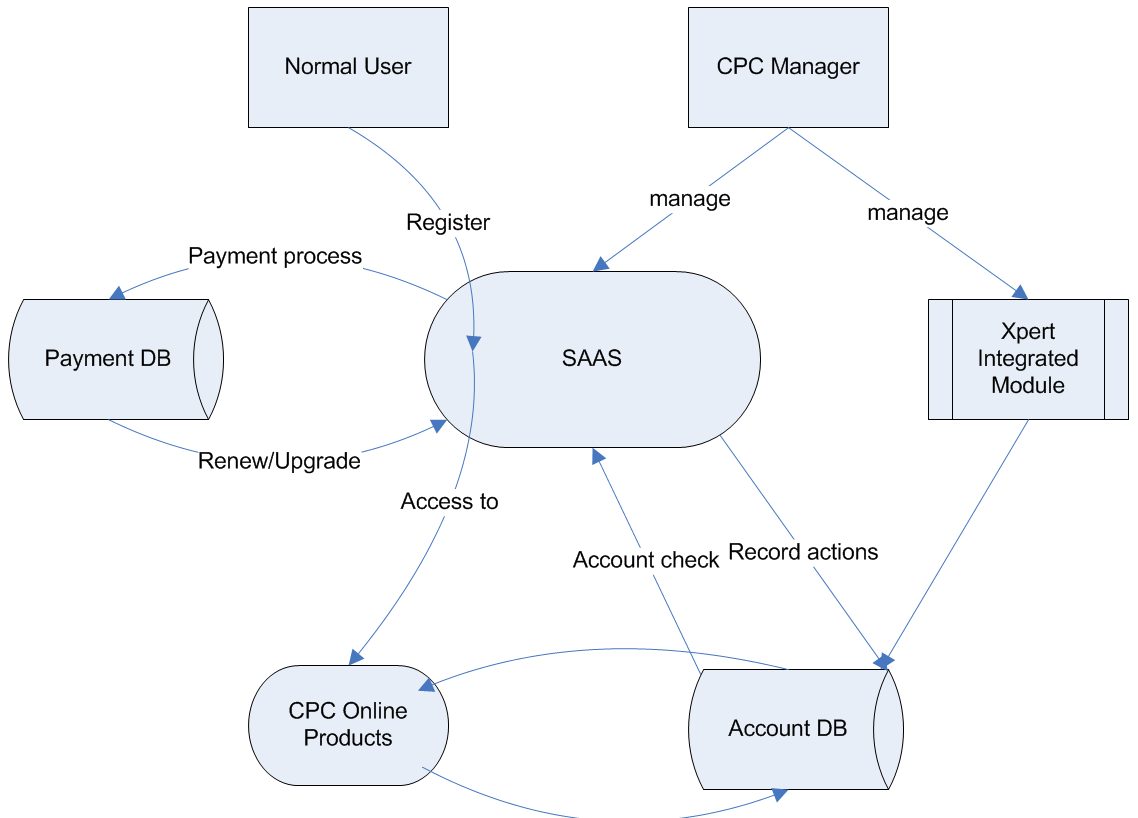 Normal User
CPC Manager
manage
manage
Register
Payment process
Payment DB
SAAS
Xpert
Integrated
Module
Renew/Upgrade
Access to
Account check
Record actions
CPC Online
Products
Account DB